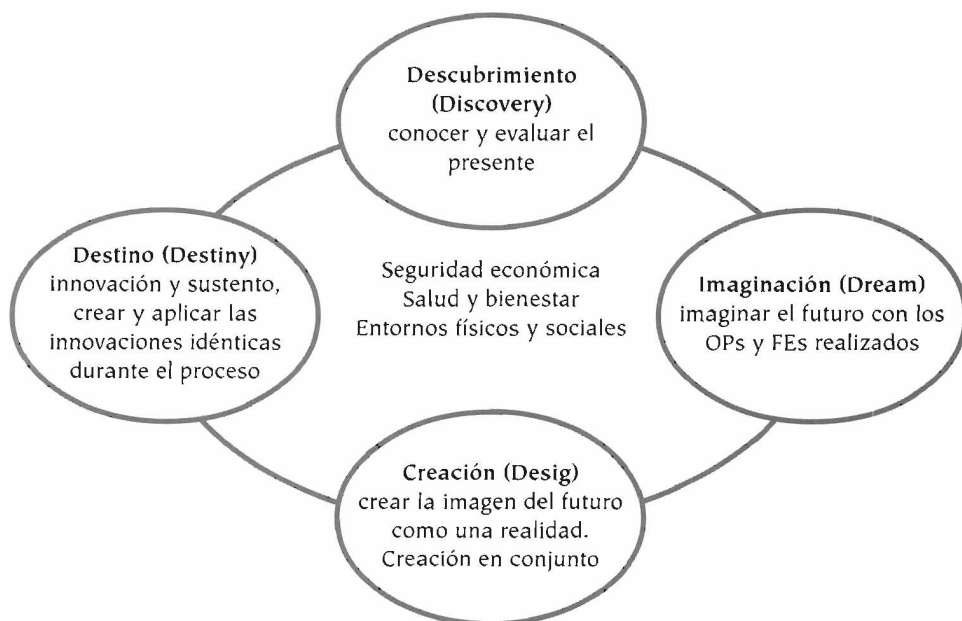 Descubrimiento
(Discovery)
conocer y evaluar el
presente
Destino (Destiny)
innovación y sustento,
crear y aplicar las
innovaciones idénticas
durante el proceso
Seguridad económica
Salud y bienestar
Entornos físicos y sociales
Imaginación (Dream)
imaginar el futuro con los
OPs y FEs realizados
Creación (Desig)
crear la imagen del futuro
como una realidad.
Creación en conjunto